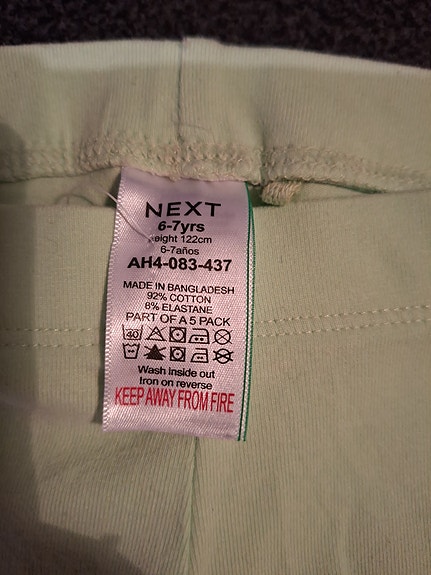 NEXT
6-7yrs
height 122cm
6-7años
AH4-083-437
MADE IN BANGLADESH
92% COTTON
8% ELASTANE
PART OF A 5 PACK
40
Wash inside out
Iron on reverse
KEEP AWAY FROM FIRE